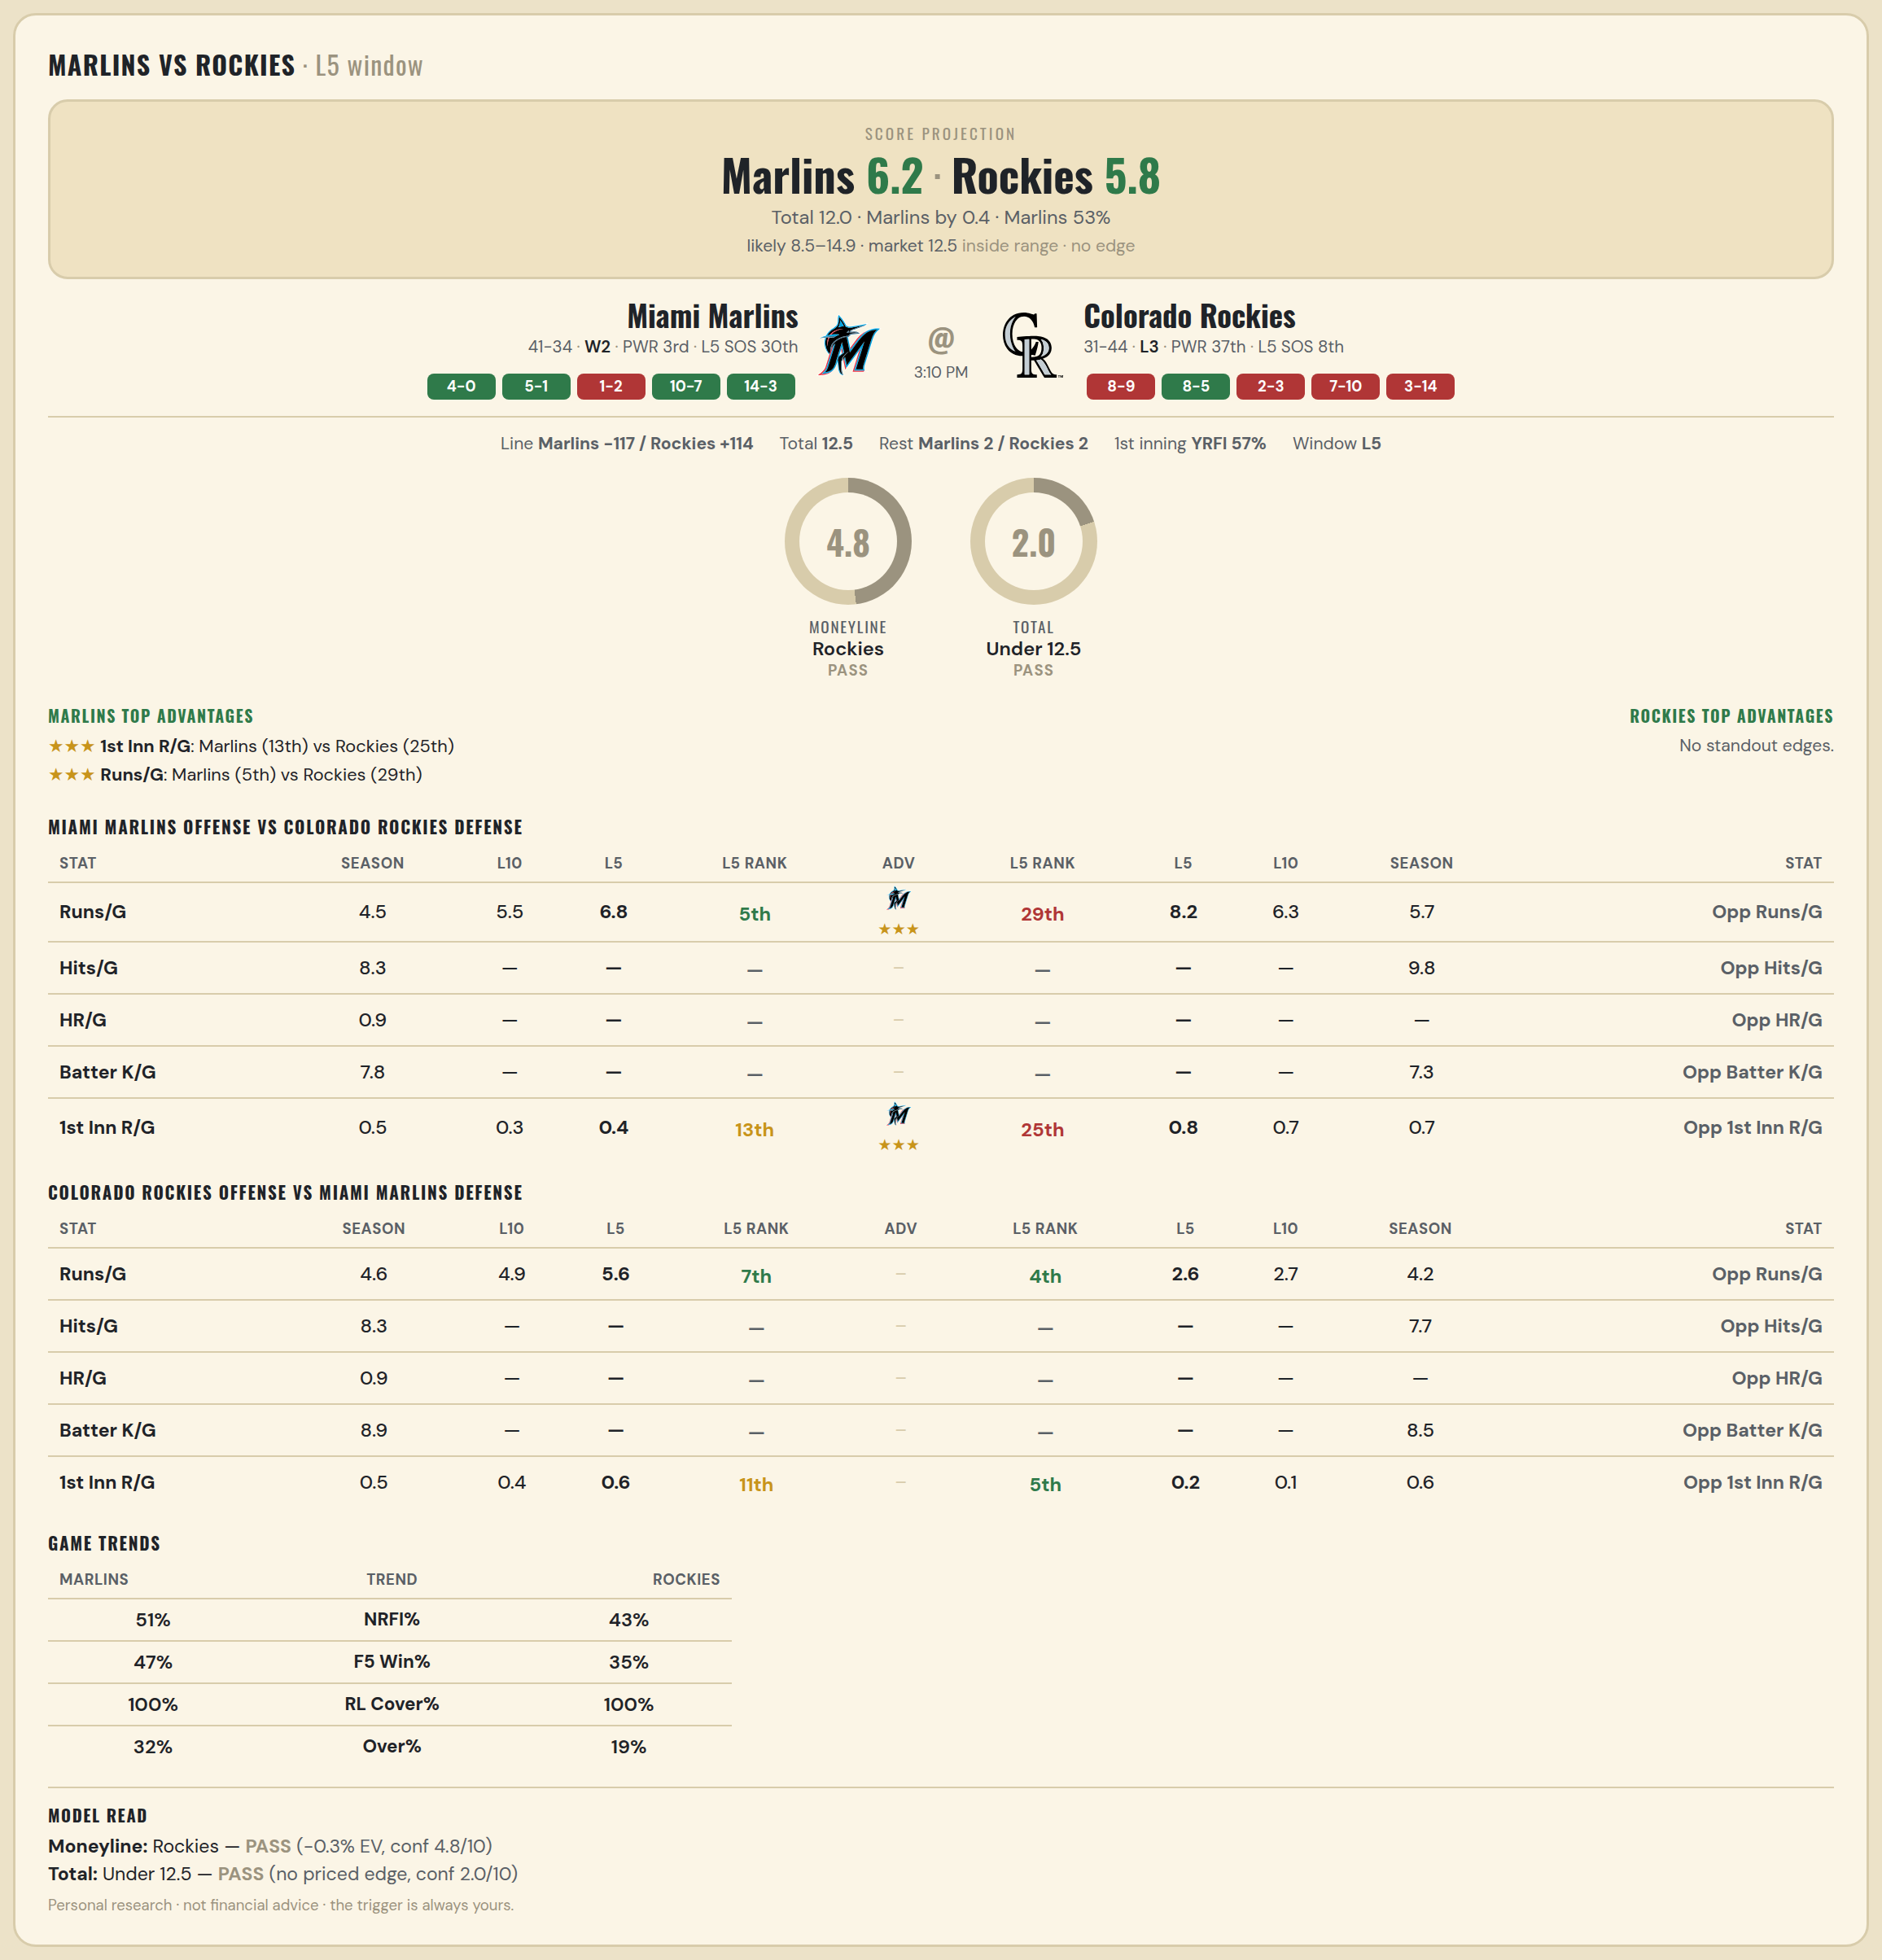 MARLINS VS ROCKIES · L5 window
SCORE PROJECTION
Marlins 6.2 · Rockies 5.8
Total 12.0 · Marlins by 0.4 · Marlins 53%
likely 8.5–14.9 · market 12.5 inside range · no edge
Miami Marlins
41-34 · W2 · PWR 3rd · L5 SOS 30th
4-0 5-1 1-2 10-7 14-3
M
@
3:10 PM
CR
Colorado Rockies
31-44 · L3 · PWR 37th · L5 SOS 8th
8-9 8-5 2-3 7-10 3-14
Line Marlins -117 / Rockies +114 Total 12.5 Rest Marlins 2 / Rockies 2 1st inning YRFI 57% Window L5
4.8 2.0
MONEYLINE TOTAL
Rockies Under 12.5
PASS PASS
MARLINS TOP ADVANTAGES
★★★ 1st Inn R/G: Marlins (13th) vs Rockies (25th)
★★★ Runs/G: Marlins (5th) vs Rockies (29th)
ROCKIES TOP ADVANTAGES
No standout edges.
MIAMI MARLINS OFFENSE VS COLORADO ROCKIES DEFENSE
STAT SEASON L10 L5 L5 RANK ADV L5 RANK L5 L10 SEASON STAT
Runs/G 4.5 5.5 6.8 5th M ★★★ 29th 8.2 6.3 5.7 Opp Runs/G
Hits/G 8.3 — — — – — — — 9.8 Opp Hits/G
HR/G 0.9 — — — – — — — — Opp HR/G
Batter K/G 7.8 — — — – — — — 7.3 Opp Batter K/G
1st Inn R/G 0.5 0.3 0.4 13th M ★★★ 25th 0.8 0.7 0.7 Opp 1st Inn R/G
COLORADO ROCKIES OFFENSE VS MIAMI MARLINS DEFENSE
STAT SEASON L10 L5 L5 RANK ADV L5 RANK L5 L10 SEASON STAT
Runs/G 4.6 4.9 5.6 7th – 4th 2.6 2.7 4.2 Opp Runs/G
Hits/G 8.3 — — — – — — — 7.7 Opp Hits/G
HR/G 0.9 — — — – — — — — Opp HR/G
Batter K/G 8.9 — — — – — — — 8.5 Opp Batter K/G
1st Inn R/G 0.5 0.4 0.6 11th – 5th 0.2 0.1 0.6 Opp 1st Inn R/G
GAME TRENDS
MARLINS TREND ROCKIES
51% NRFI% 43%
47% F5 Win% 35%
100% RL Cover% 100%
32% Over% 19%
MODEL READ
Moneyline: Rockies — PASS (-0.3% EV, conf 4.8/10)
Total: Under 12.5 — PASS (no priced edge, conf 2.0/10)
Personal research · not financial advice · the trigger is always yours.